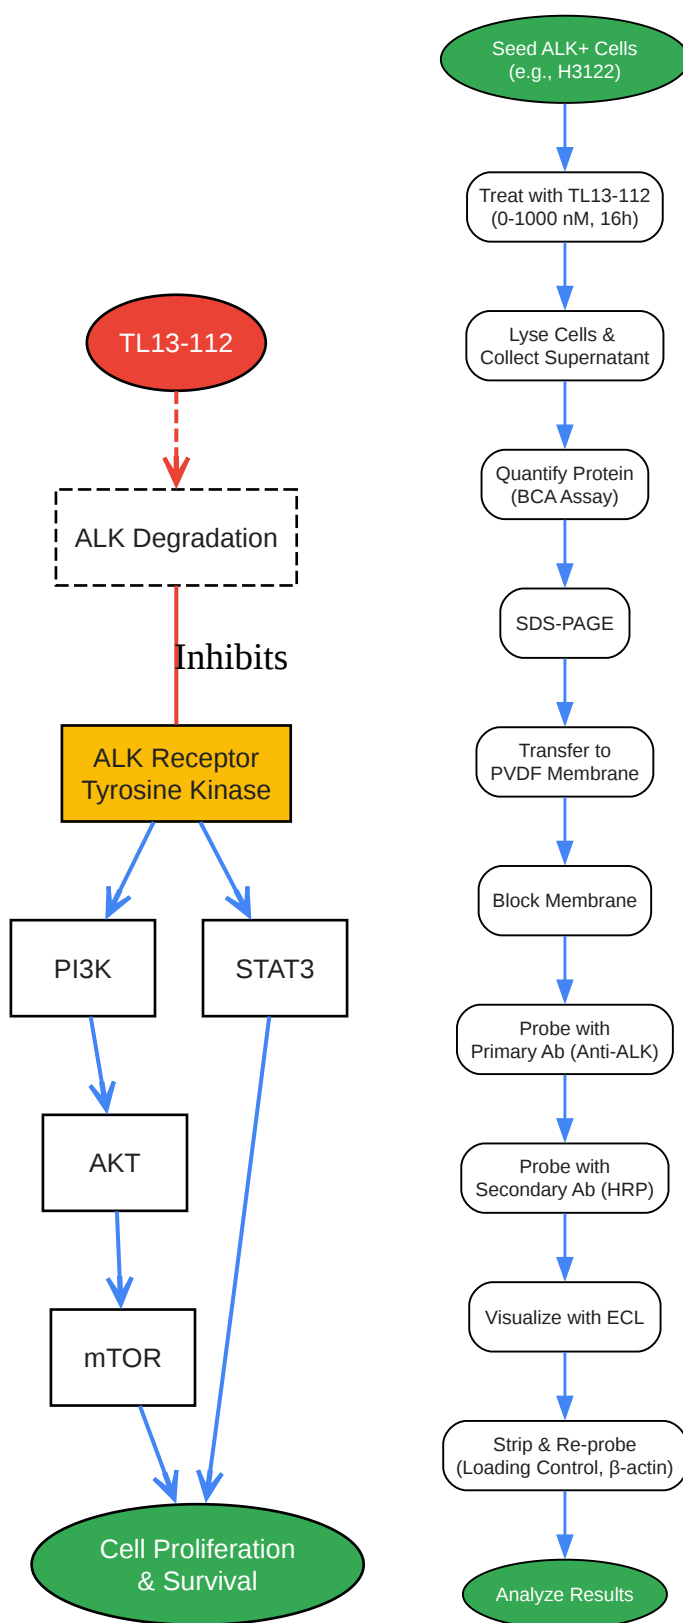 TL13-112
ALK Degradation
Inhibits
ALK Receptor
Tyrosine Kinase
PI3K
STAT3
AKT
mTOR
Cell Proliferation
& Survival
Seed ALK+ Cells
(e.g., H3122)
Treat with TL13-112
(0-1000 nM, 16h)
Lyse Cells &
Collect Supernatant
Quantify Protein
(BCA Assay)
SDS-PAGE
Transfer to
PVDF Membrane
Block Membrane
Probe with
Primary Ab (Anti-ALK)
Probe with
Secondary Ab (HRP)
Visualize with ECL
Strip & Re-probe
(Loading Control, β-actin)
Analyze Results